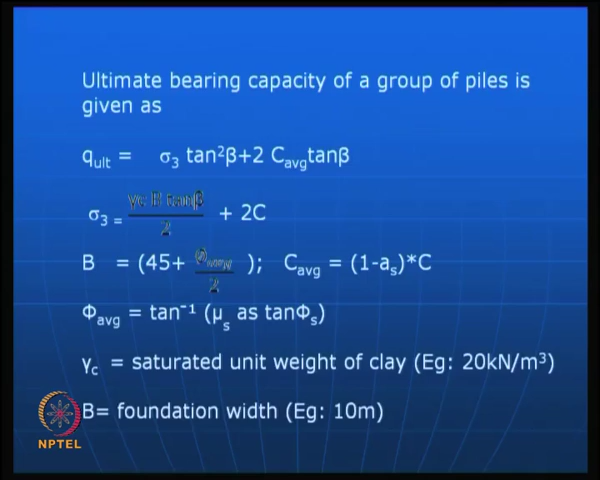 Ultimate bearing capacity of a group of piles is
given as
qult = σ3 tan²β+2 Cavgtanβ
σ3 = γc B tanβ / 2 + 2C
B = (45+ Φavg / 2 ); Cavg = (1-as)*C
Φavg = tan⁻¹ (μs as tanΦs)
γc = saturated unit weight of clay (Eg: 20kN/m³)
B= foundation width (Eg: 10m)
NPTEL